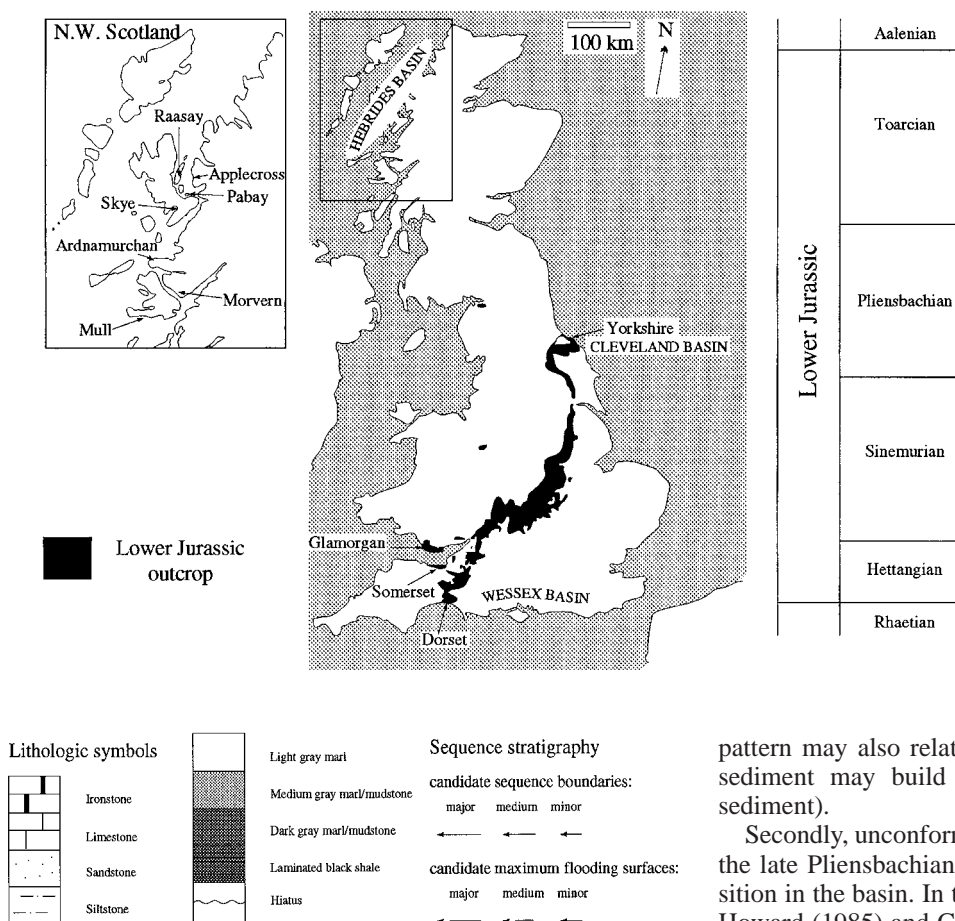 N.W. Scotland
Raasay
Applecross
Pabay
Skye
Ardnamurchan
Morvern
Mull
HEBRIDES BASIN
100 km
N
Yorkshire
CLEVELAND BASIN
Glamorgan
Somerset
WESSEX BASIN
Dorset
Lower Jurassic
outcrop
Lower Jurassic
Aalenian
Toarcian
Pliensbachian
Sinemurian
Hettangian
Rhaetian
Lithologic symbols
Ironstone
Limestone
Sandstone
Siltstone
Light gray marl
Medium gray marl/mudstone
Dark gray marl/mudstone
Laminated black shale
Hiatus
Sequence stratigraphy
candidate sequence boundaries:
major medium minor
candidate maximum flooding surfaces:
major medium minor
pattern may also relat
sediment may build
sediment).
Secondly, unconforn
the late Pliensbachian
sition in the basin. In t